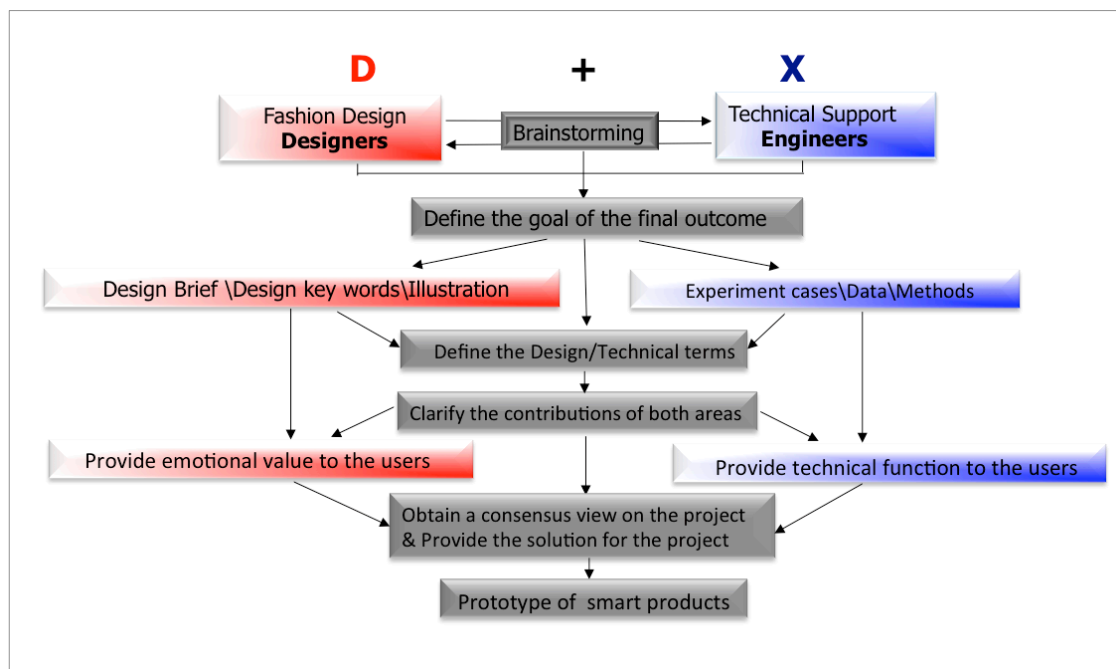 D + X
Fashion Design
Designers
Brainstorming
Technical Support
Engineers
Define the goal of the final outcome
Design Brief \Design key words\Illustration
Experiment cases\Data\Methods
Define the Design/Technical terms
Clarify the contributions of both areas
Provide emotional value to the users
Provide technical function to the users
Obtain a consensus view on the project
& Provide the solution for the project
Prototype of smart products